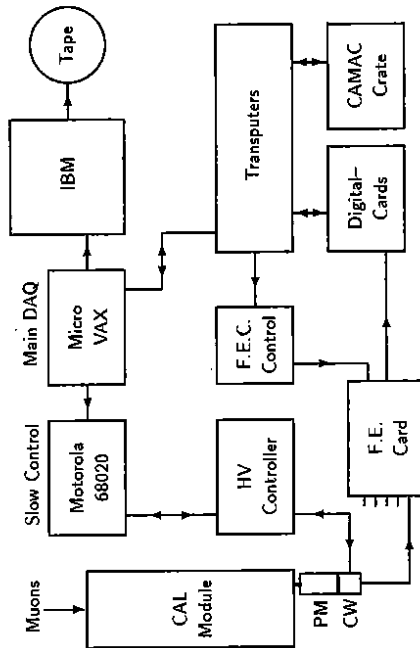 Muons
CAL
Module
PM
CW
Slow Control
Motorola
68020
HV
Controller
Main DAQ
Micro
VAX
F.E.C.
Control
F.E.
Card
IBM
Tape
Transputers
Digital–
Cards
CAMAC
Crate